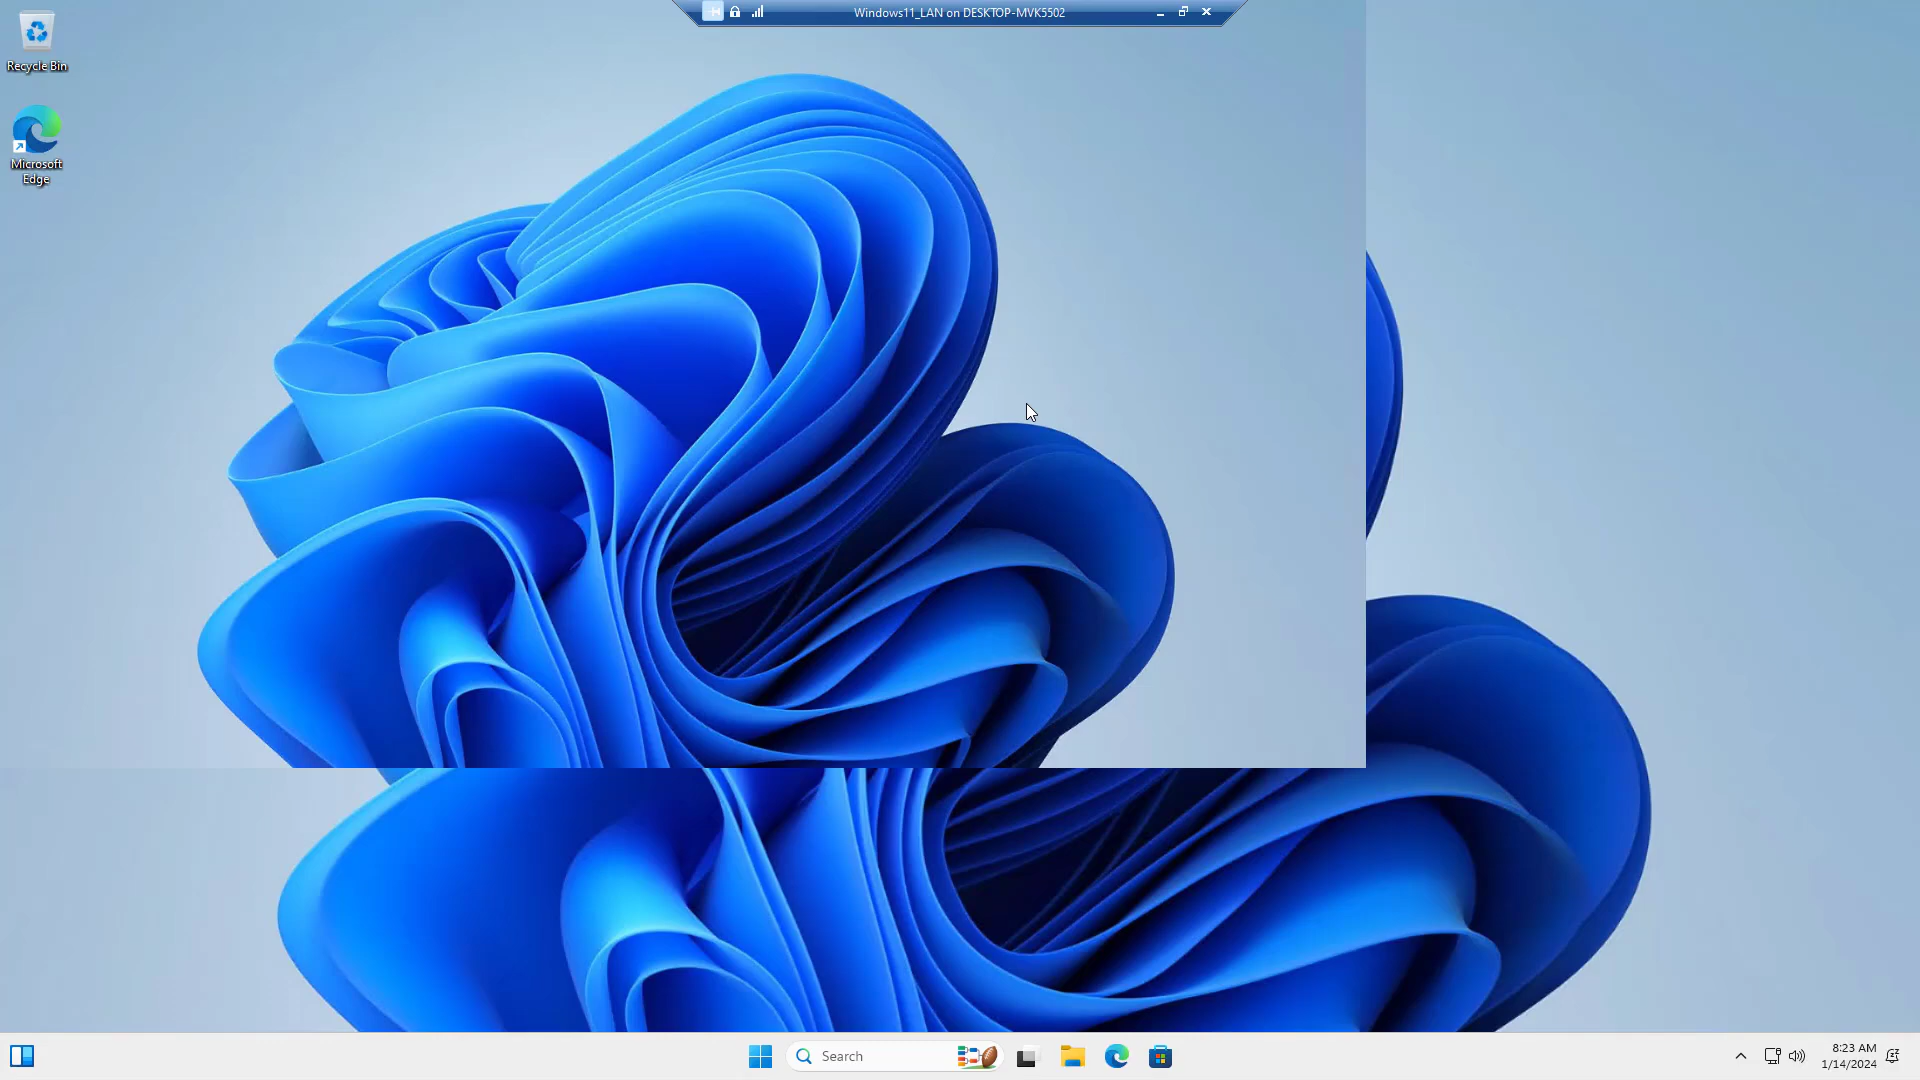 Windows11_LAN on DESKTOP-MVK5502
Recycle Bin
Microsoft
Edge
Search
8:23 AM
1/14/2024